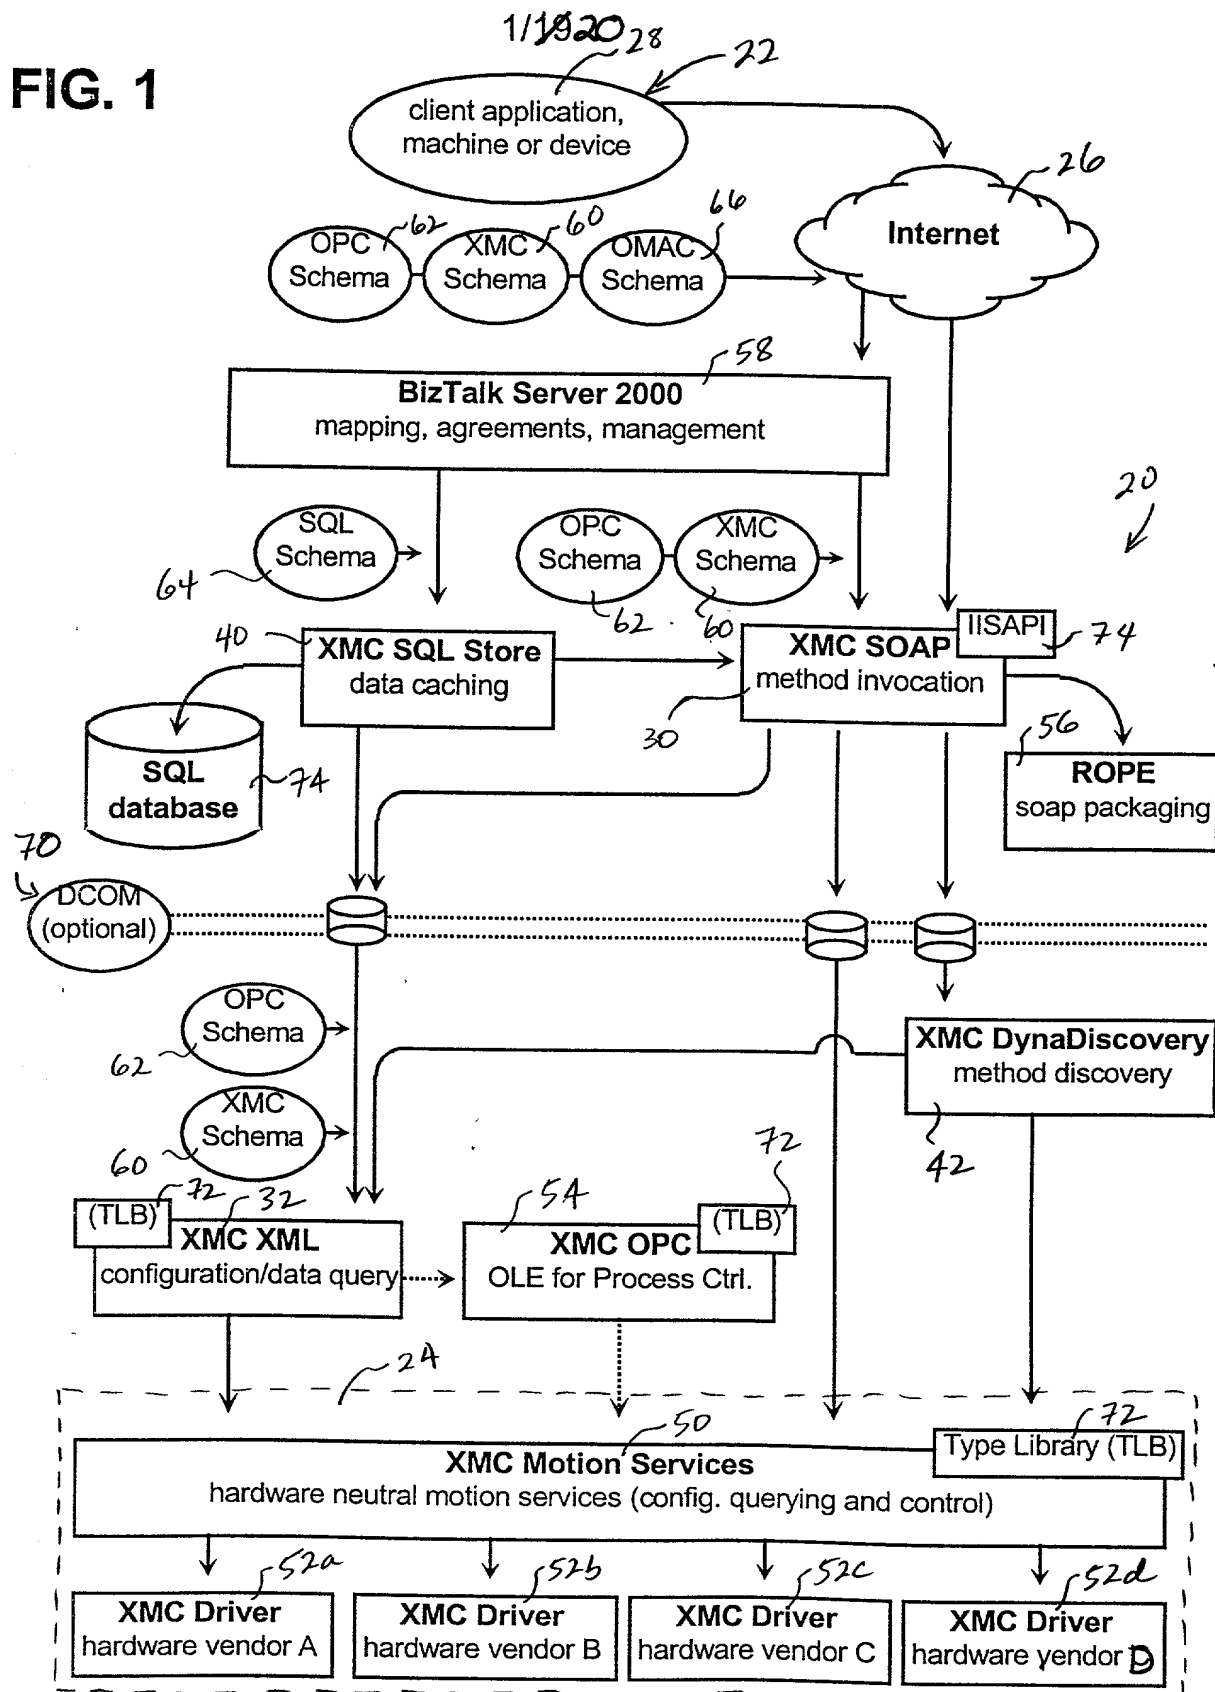 1/1920
FIG. 1
28
22
client application,
machine or device
26
Internet
62
60
66
OPC
Schema
XMC
Schema
OMAC
Schema
58
BizTalk Server 2000
mapping, agreements, management
20
SQL
Schema
OPC
Schema
XMC
Schema
64
62
60
40
IISAPI
74
XMC SQL Store
data caching
XMC SOAP
method invocation
30
56
SQL
database
74
ROPE
soap packaging
70
DCOM
(optional)
OPC
Schema
62
XMC DynaDiscovery
method discovery
42
XMC
Schema
60
72
32
54
72
(TLB)
XMC XML
configuration/data query
(TLB)
XMC OPC
OLE for Process Ctrl.
24
50
72
Type Library (TLB)
XMC Motion Services
hardware neutral motion services (config. querying and control)
52a
52b
52c
52d
XMC Driver
hardware vendor A
XMC Driver
hardware vendor B
XMC Driver
hardware vendor C
XMC Driver
hardware vendor D